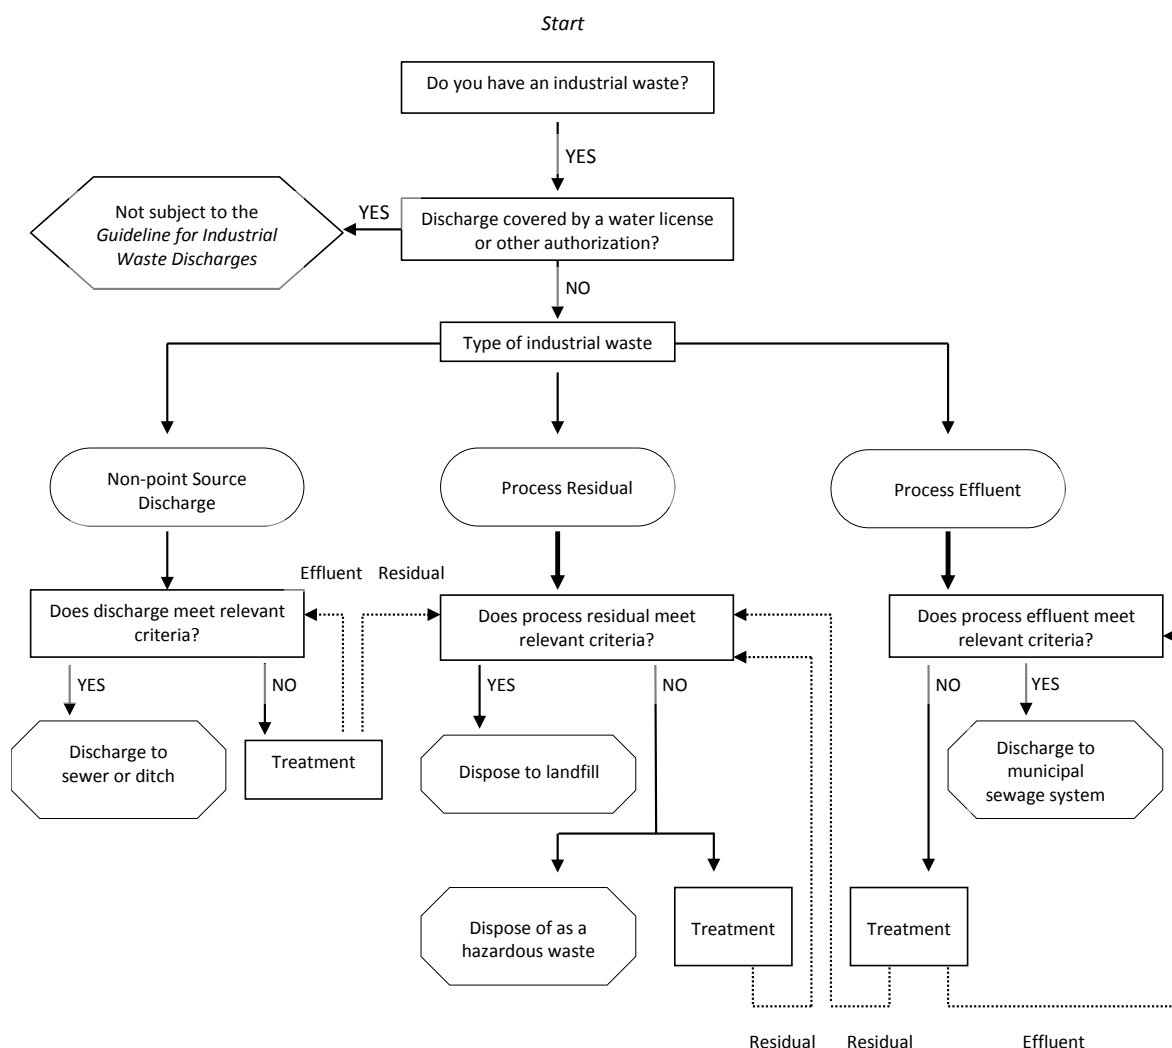 Start
Do you have an industrial waste?
YES
Not subject to the
Guideline for Industrial
Waste Discharges
YES
Discharge covered by a water license
or other authorization?
NO
Type of industrial waste
Non-point Source
Discharge
Process Residual
Process Effluent
Effluent
Residual
Does discharge meet relevant
criteria?
Does process residual meet
relevant criteria?
Does process effluent meet
relevant criteria?
YES
NO
YES
NO
NO
YES
Discharge to
sewer or ditch
Treatment
Dispose to landfill
Discharge to
municipal
sewage system
Dispose of as a
hazardous waste
Treatment
Treatment
Residual
Residual
Effluent